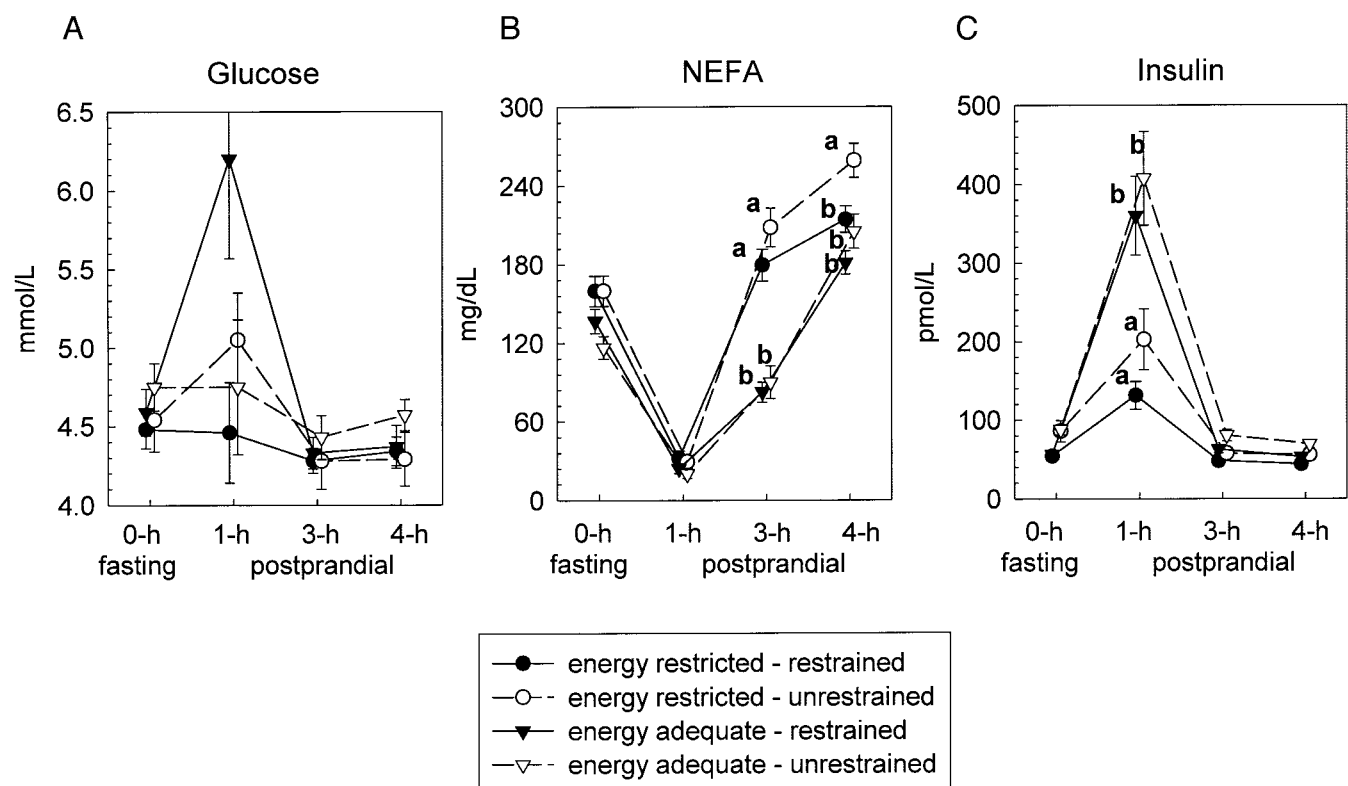 A
B
C
Glucose
NEFA
Insulin
6.5
6.0
5.5
5.0
4.5
4.0
mmol/L
0-h
1-h
3-h
4-h
fasting
postprandial
300
240
180
120
60
0
mg/dL
a
a
a
b
b
b
b
b
0-h
1-h
3-h
4-h
fasting
postprandial
500
400
300
200
100
0
pmol/L
b
b
a
a
0-h
1-h
3-h
4-h
fasting
postprandial
energy restricted - restrained
energy restricted - unrestrained
energy adequate - restrained
energy adequate - unrestrained